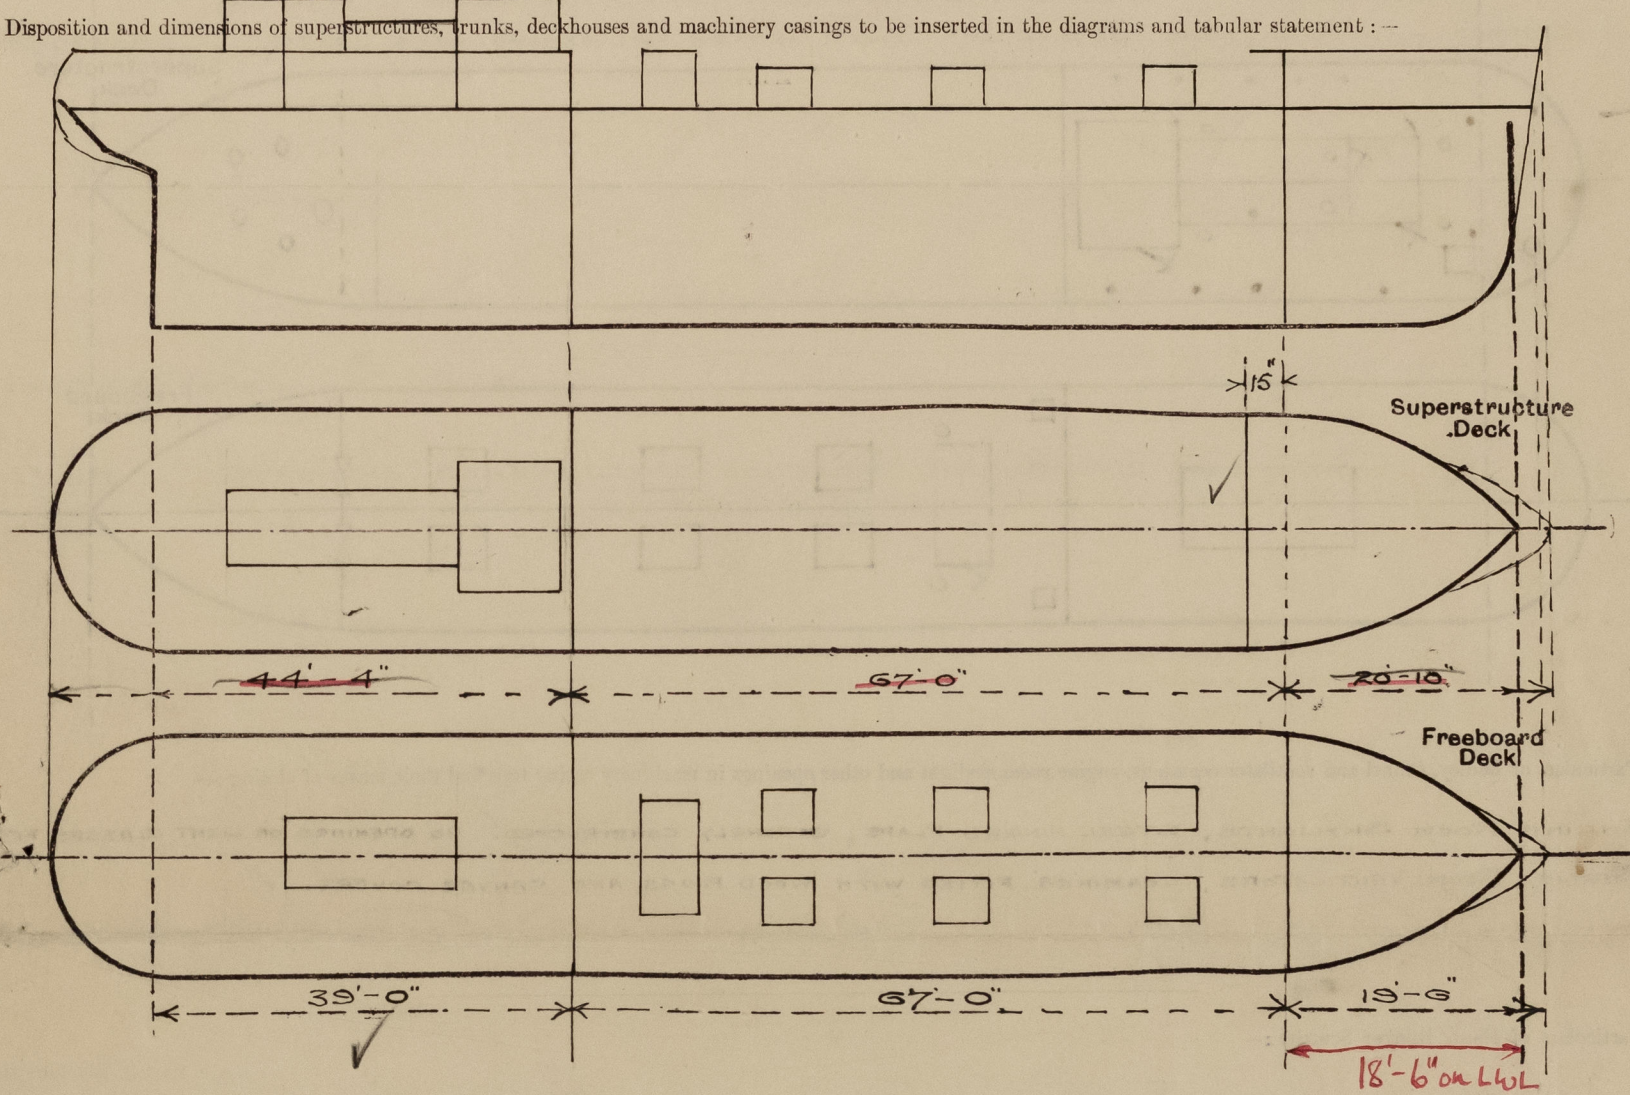 Disposition and dimensions of superstructures, trunks, deckhouses and machinery casings to be inserted in the diagrams and tabular statement : —
15"
Superstructure
Deck
44'-4"
67'-0"
20'-10"
Freeboard
Deck
39'-0"
67'-0"
19'-6"
18'-6" on LWL